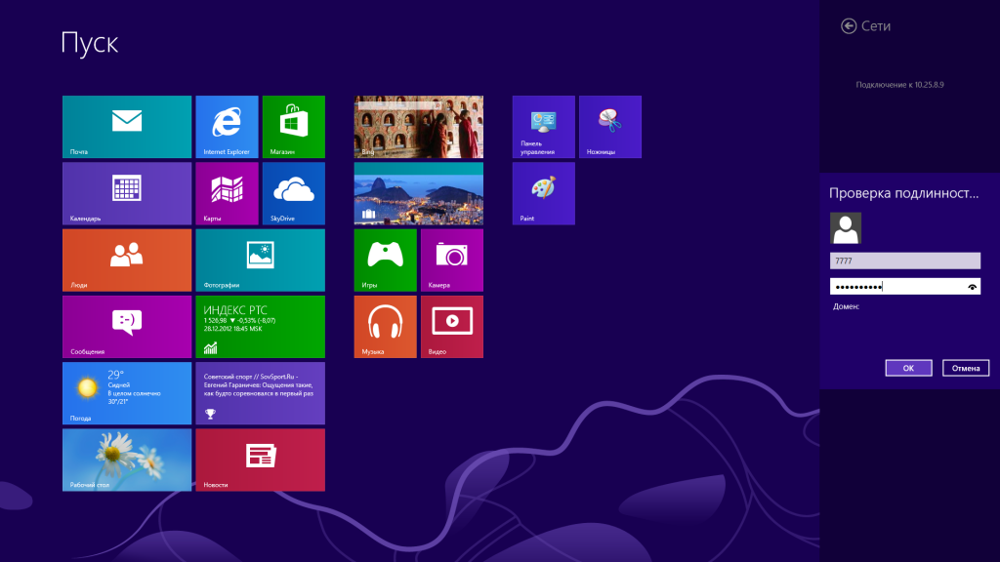 Пуск
Почта
Internet Explorer
Магазин
Календарь
Карты
SkyDrive
Люди
Фотографии
Сообщения
ИНДЕКС РТС
1 526,98 ▼ -0,53% (-8,07)
28.12.2012 18:45 MSK
29°
Сидней
В целом солнечно
30°/21°
Погода
Советский спорт // SovSport.Ru -
Евгений Гараничев: Ощущения такие,
как будто соревновался в первый раз
Рабочий стол
Новости
Bing
Игры
Камера
Музыка
Видео
Панель
управления
Ножницы
Paint
Сети
Подключение к 10.25.8.9
Проверка подлинност...
7777
••••••••••
Домен:
ОК
Отмена